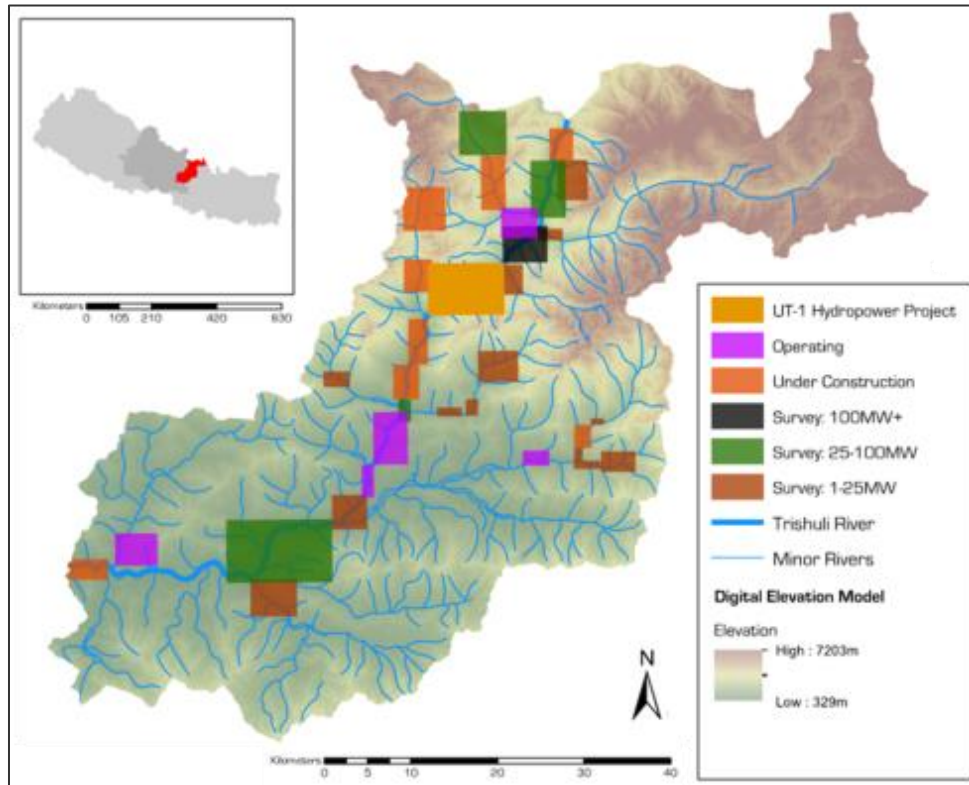 Kilometers
0 105 210 420 630
UT-1 Hydropower Project
Operating
Under Construction
Survey: 100MW+
Survey: 25-100MW
Survey: 1-25MW
Trishuli River
Minor Rivers
Digital Elevation Model
Elevation
High : 7203m
Low : 329m
N
Kilometers
0 5 10 20 30 40